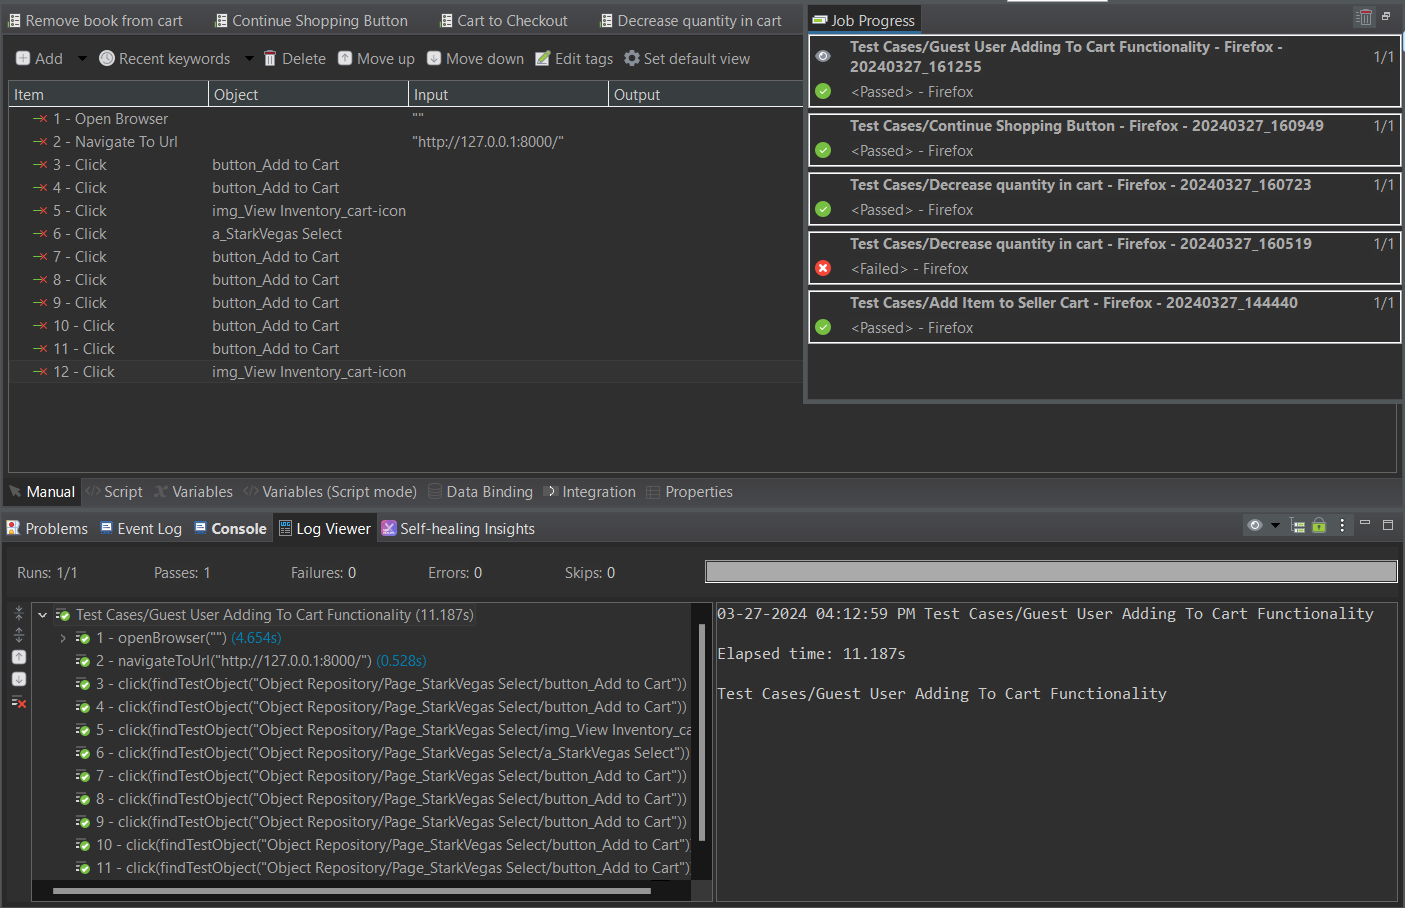 Remove book from cart
Continue Shopping Button
Cart to Checkout
Decrease quantity in cart
Job Progress
Add
Recent keywords
Delete
Move up
Move down
Edit tags
Set default view
Item Object Input Output
1 - Open Browser ""
2 - Navigate To Url "http://127.0.0.1:8000/"
3 - Click button_Add to Cart
4 - Click button_Add to Cart
5 - Click img_View Inventory_cart-icon
6 - Click a_StarkVegas Select
7 - Click button_Add to Cart
8 - Click button_Add to Cart
9 - Click button_Add to Cart
10 - Click button_Add to Cart
11 - Click button_Add to Cart
12 - Click img_View Inventory_cart-icon
Test Cases/Guest User Adding To Cart Functionality - Firefox - 1/1
20240327_161255
<Passed> - Firefox
Test Cases/Continue Shopping Button - Firefox - 20240327_160949 1/1
<Passed> - Firefox
Test Cases/Decrease quantity in cart - Firefox - 20240327_160723 1/1
<Passed> - Firefox
Test Cases/Decrease quantity in cart - Firefox - 20240327_160519 1/1
<Failed> - Firefox
Test Cases/Add Item to Seller Cart - Firefox - 20240327_144440 1/1
<Passed> - Firefox
Manual Script Variables Variables (Script mode) Data Binding Integration Properties
Problems Event Log Console Log Viewer Self-healing Insights
Runs: 1/1 Passes: 1 Failures: 0 Errors: 0 Skips: 0
Test Cases/Guest User Adding To Cart Functionality (11.187s)
1 - openBrowser("") (4.654s)
2 - navigateToUrl("http://127.0.0.1:8000/") (0.528s)
3 - click(findTestObject("Object Repository/Page_StarkVegas Select/button_Add to Cart"))
4 - click(findTestObject("Object Repository/Page_StarkVegas Select/button_Add to Cart"))
5 - click(findTestObject("Object Repository/Page_StarkVegas Select/img_View Inventory_ca
6 - click(findTestObject("Object Repository/Page_StarkVegas Select/a_StarkVegas Select"))
7 - click(findTestObject("Object Repository/Page_StarkVegas Select/button_Add to Cart"))
8 - click(findTestObject("Object Repository/Page_StarkVegas Select/button_Add to Cart"))
9 - click(findTestObject("Object Repository/Page_StarkVegas Select/button_Add to Cart"))
10 - click(findTestObject("Object Repository/Page_StarkVegas Select/button_Add to Cart")
11 - click(findTestObject("Object Repository/Page_StarkVegas Select/button_Add to Cart")
03-27-2024 04:12:59 PM Test Cases/Guest User Adding To Cart Functionality
Elapsed time: 11.187s
Test Cases/Guest User Adding To Cart Functionality